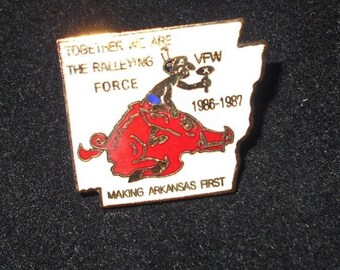 TOGETHER WE ARE
THE RALLEYING
FORCE
VFW
1986-1987
MAKING ARKANSAS FIRST